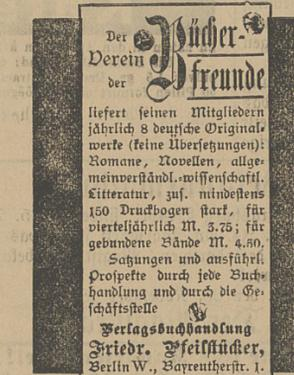 Der
Verein Bücher-
der freunde
liefert seinen Mitgliedern
jährlich 8 deutsche Original-
werke (keine Übersetzungen):
Romane, Novellen, allge-
meinverständl.-wissenschaftl.
Litteratur, zus. mindestens
150 Druckbogen stark, für
vierteljährlich M. 3.75; für
gebundene Bände M. 4.50.
Satzungen und ausführl.
Prospekte durch jede Buch-
handlung und durch die Ge-
schäftsstelle
Verlagsbuchhandlung
Friedr. Pfeilstücker,
Berlin W., Bayreutherstr. 1.